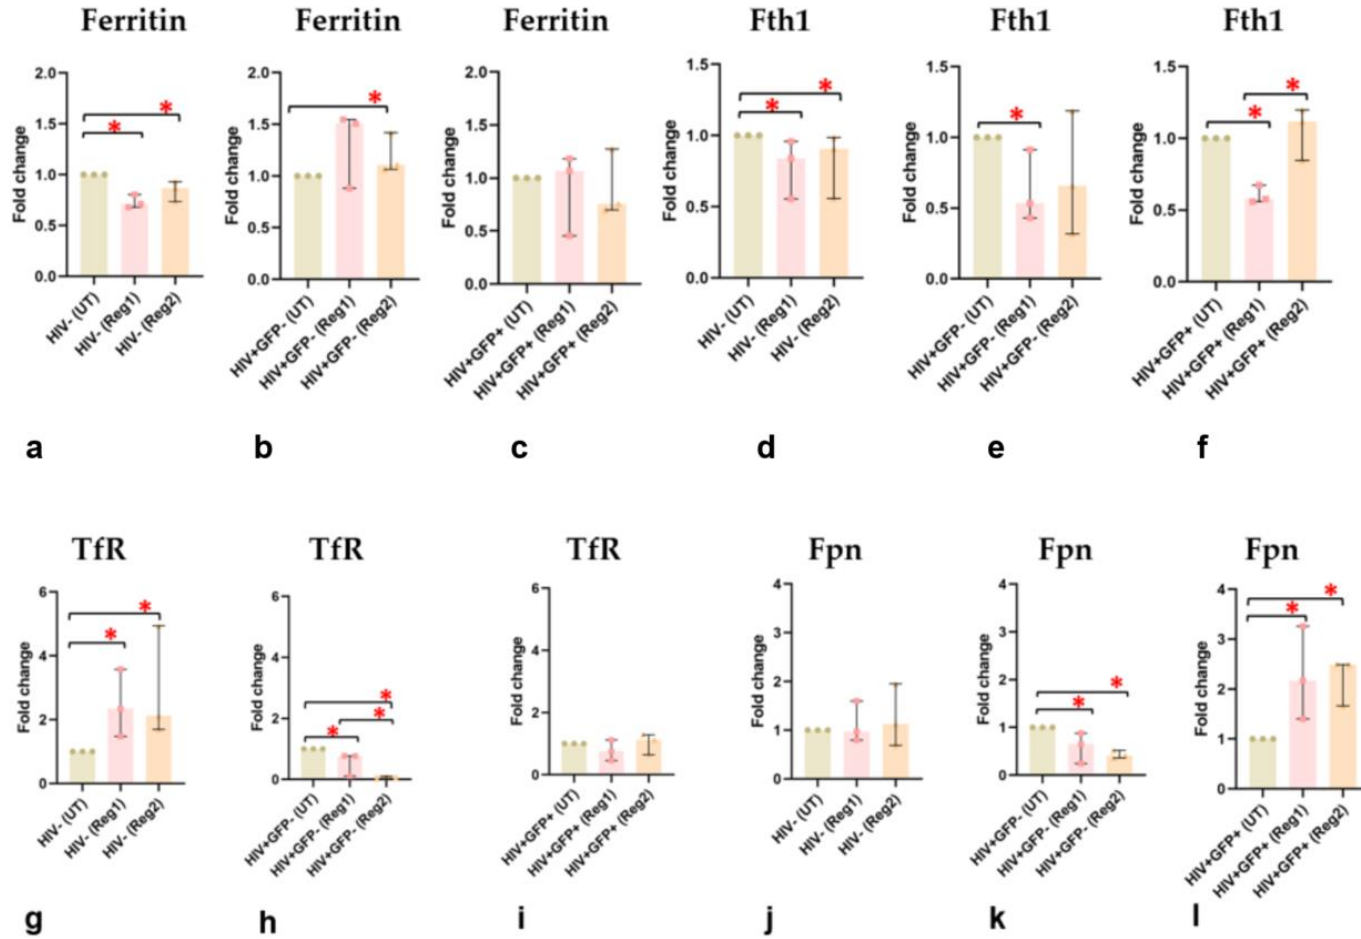 Ferritin Ferritin Ferritin Fth1 Fth1 Fth1
Fold change
2.0
1.5
1.0
0.5
0.0
*
*
HIV- (UT)
HIV- (Reg1)
HIV- (Reg2)
Fold change
2.0
1.5
1.0
0.5
0.0
*
HIV+GFP- (UT)
HIV+GFP- (Reg1)
HIV+GFP- (Reg2)
Fold change
2.0
1.5
1.0
0.5
0.0
HIV+GFP+ (UT)
HIV+GFP+ (Reg1)
HIV+GFP+ (Reg2)
Fold change
1.5
1.0
0.5
0.0
*
*
HIV- (UT)
HIV- (Reg1)
HIV- (Reg2)
Fold change
1.5
1.0
0.5
0.0
*
HIV+GFP- (UT)
HIV+GFP- (Reg1)
HIV+GFP- (Reg2)
Fold change
1.5
1.0
0.5
0.0
*
*
HIV+GFP+ (UT)
HIV+GFP+ (Reg1)
HIV+GFP+ (Reg2)
a b c d e f
TfR TfR TfR Fpn Fpn Fpn
Fold change
6
4
2
0
*
*
HIV- (UT)
HIV- (Reg1)
HIV- (Reg2)
Fold change
6
4
2
0
*
*
*
HIV+GFP- (UT)
HIV+GFP- (Reg1)
HIV+GFP- (Reg2)
Fold change
6
4
2
0
HIV+GFP+ (UT)
HIV+GFP+ (Reg1)
HIV+GFP+ (Reg2)
Fold change
4
3
2
1
0
HIV- (UT)
HIV- (Reg1)
HIV- (Reg2)
Fold change
4
3
2
1
0
*
*
HIV+GFP- (UT)
HIV+GFP- (Reg1)
HIV+GFP- (Reg2)
Fold change
4
3
2
1
0
*
*
HIV+GFP+ (UT)
HIV+GFP+ (Reg1)
HIV+GFP+ (Reg2)
g h i j k l